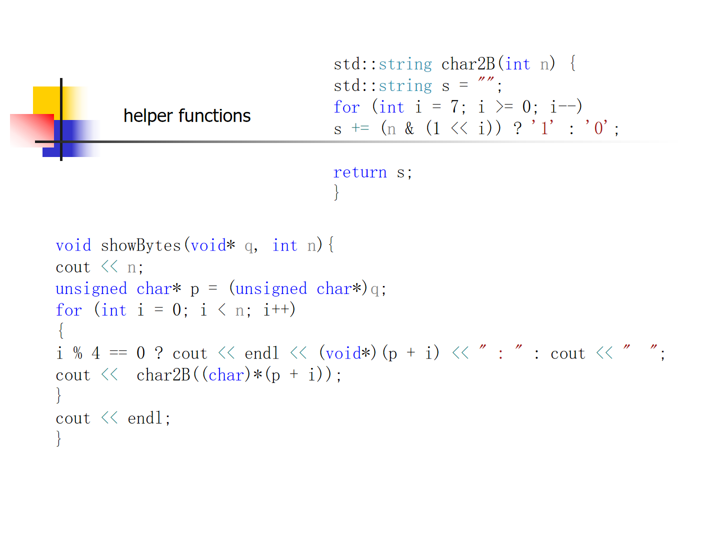 helper functions
std::string char2B(int n) {
std::string s = "";
for (int i = 7; i >= 0; i--)
s += (n & (1 << i)) ? '1' : '0';
return s;
}
void showBytes(void* q, int n){
cout << n;
unsigned char* p = (unsigned char*)q;
for (int i = 0; i < n; i++)
{
i % 4 == 0 ? cout << endl << (void*)(p + i) << " : " : cout << "  ";
cout <<  char2B((char)*(p + i));
}
cout << endl;
}